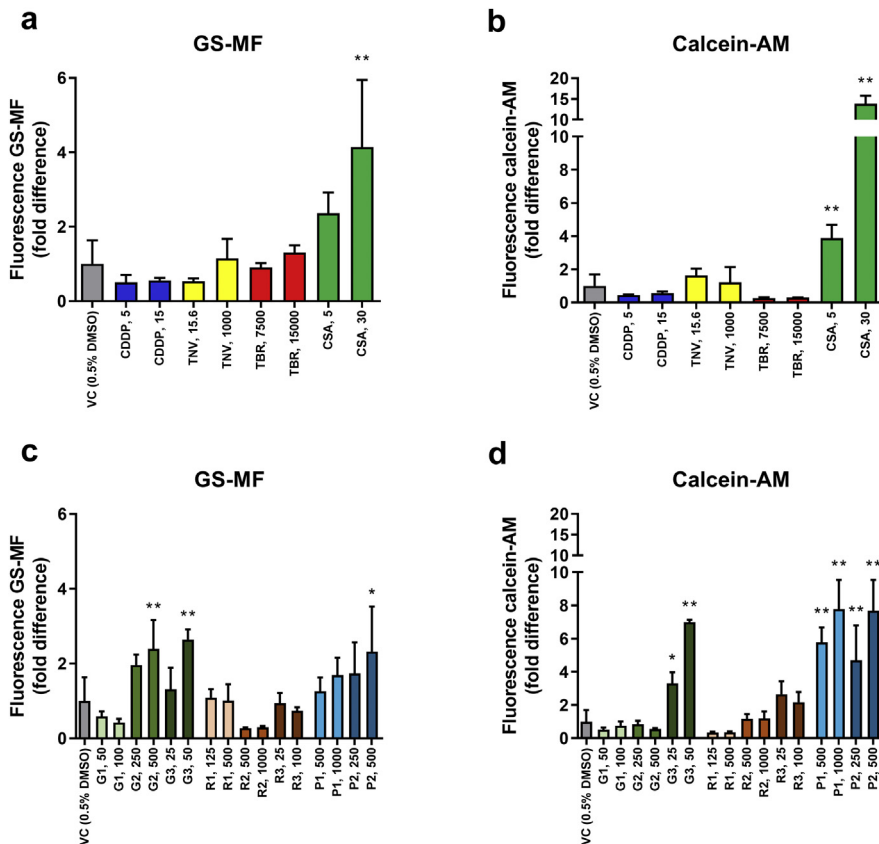 a
GS-MF
Fluorescence GS-MF
(fold difference)
6
4
2
0
**
VC (0.5% DMSO)
CDDP, 5
CDDP, 15
TNV, 15.6
TNV, 1000
TBR, 7500
TBR, 15000
CSA, 5
CSA, 30
b
Calcein-AM
Fluorescence calcein-AM
(fold difference)
20
15
10
10
8
6
4
2
0
**
**
VC (0.5% DMSO)
CDDP, 5
CDDP, 15
TNV, 15.6
TNV, 1000
TBR, 7500
TBR, 15000
CSA, 5
CSA, 30
c
GS-MF
Fluorescence GS-MF
(fold difference)
6
4
2
0
**
**
*
VC (0.5% DMSO)
G1, 50
G1, 100
G2, 250
G2, 500
G3, 25
G3, 50
R1, 125
R1, 500
R2, 500
R2, 1000
R3, 25
R3, 100
P1, 500
P1, 1000
P2, 250
P2, 500
d
Calcein-AM
Fluorescence calcein-AM
(fold difference)
20
15
10
10
8
6
4
2
0
*
**
**
**
**
**
VC (0.5% DMSO)
G1, 50
G1, 100
G2, 250
G2, 500
G3, 25
G3, 50
R1, 125
R1, 500
R2, 500
R2, 1000
R3, 25
R3, 100
P1, 500
P1, 1000
P2, 250
P2, 500